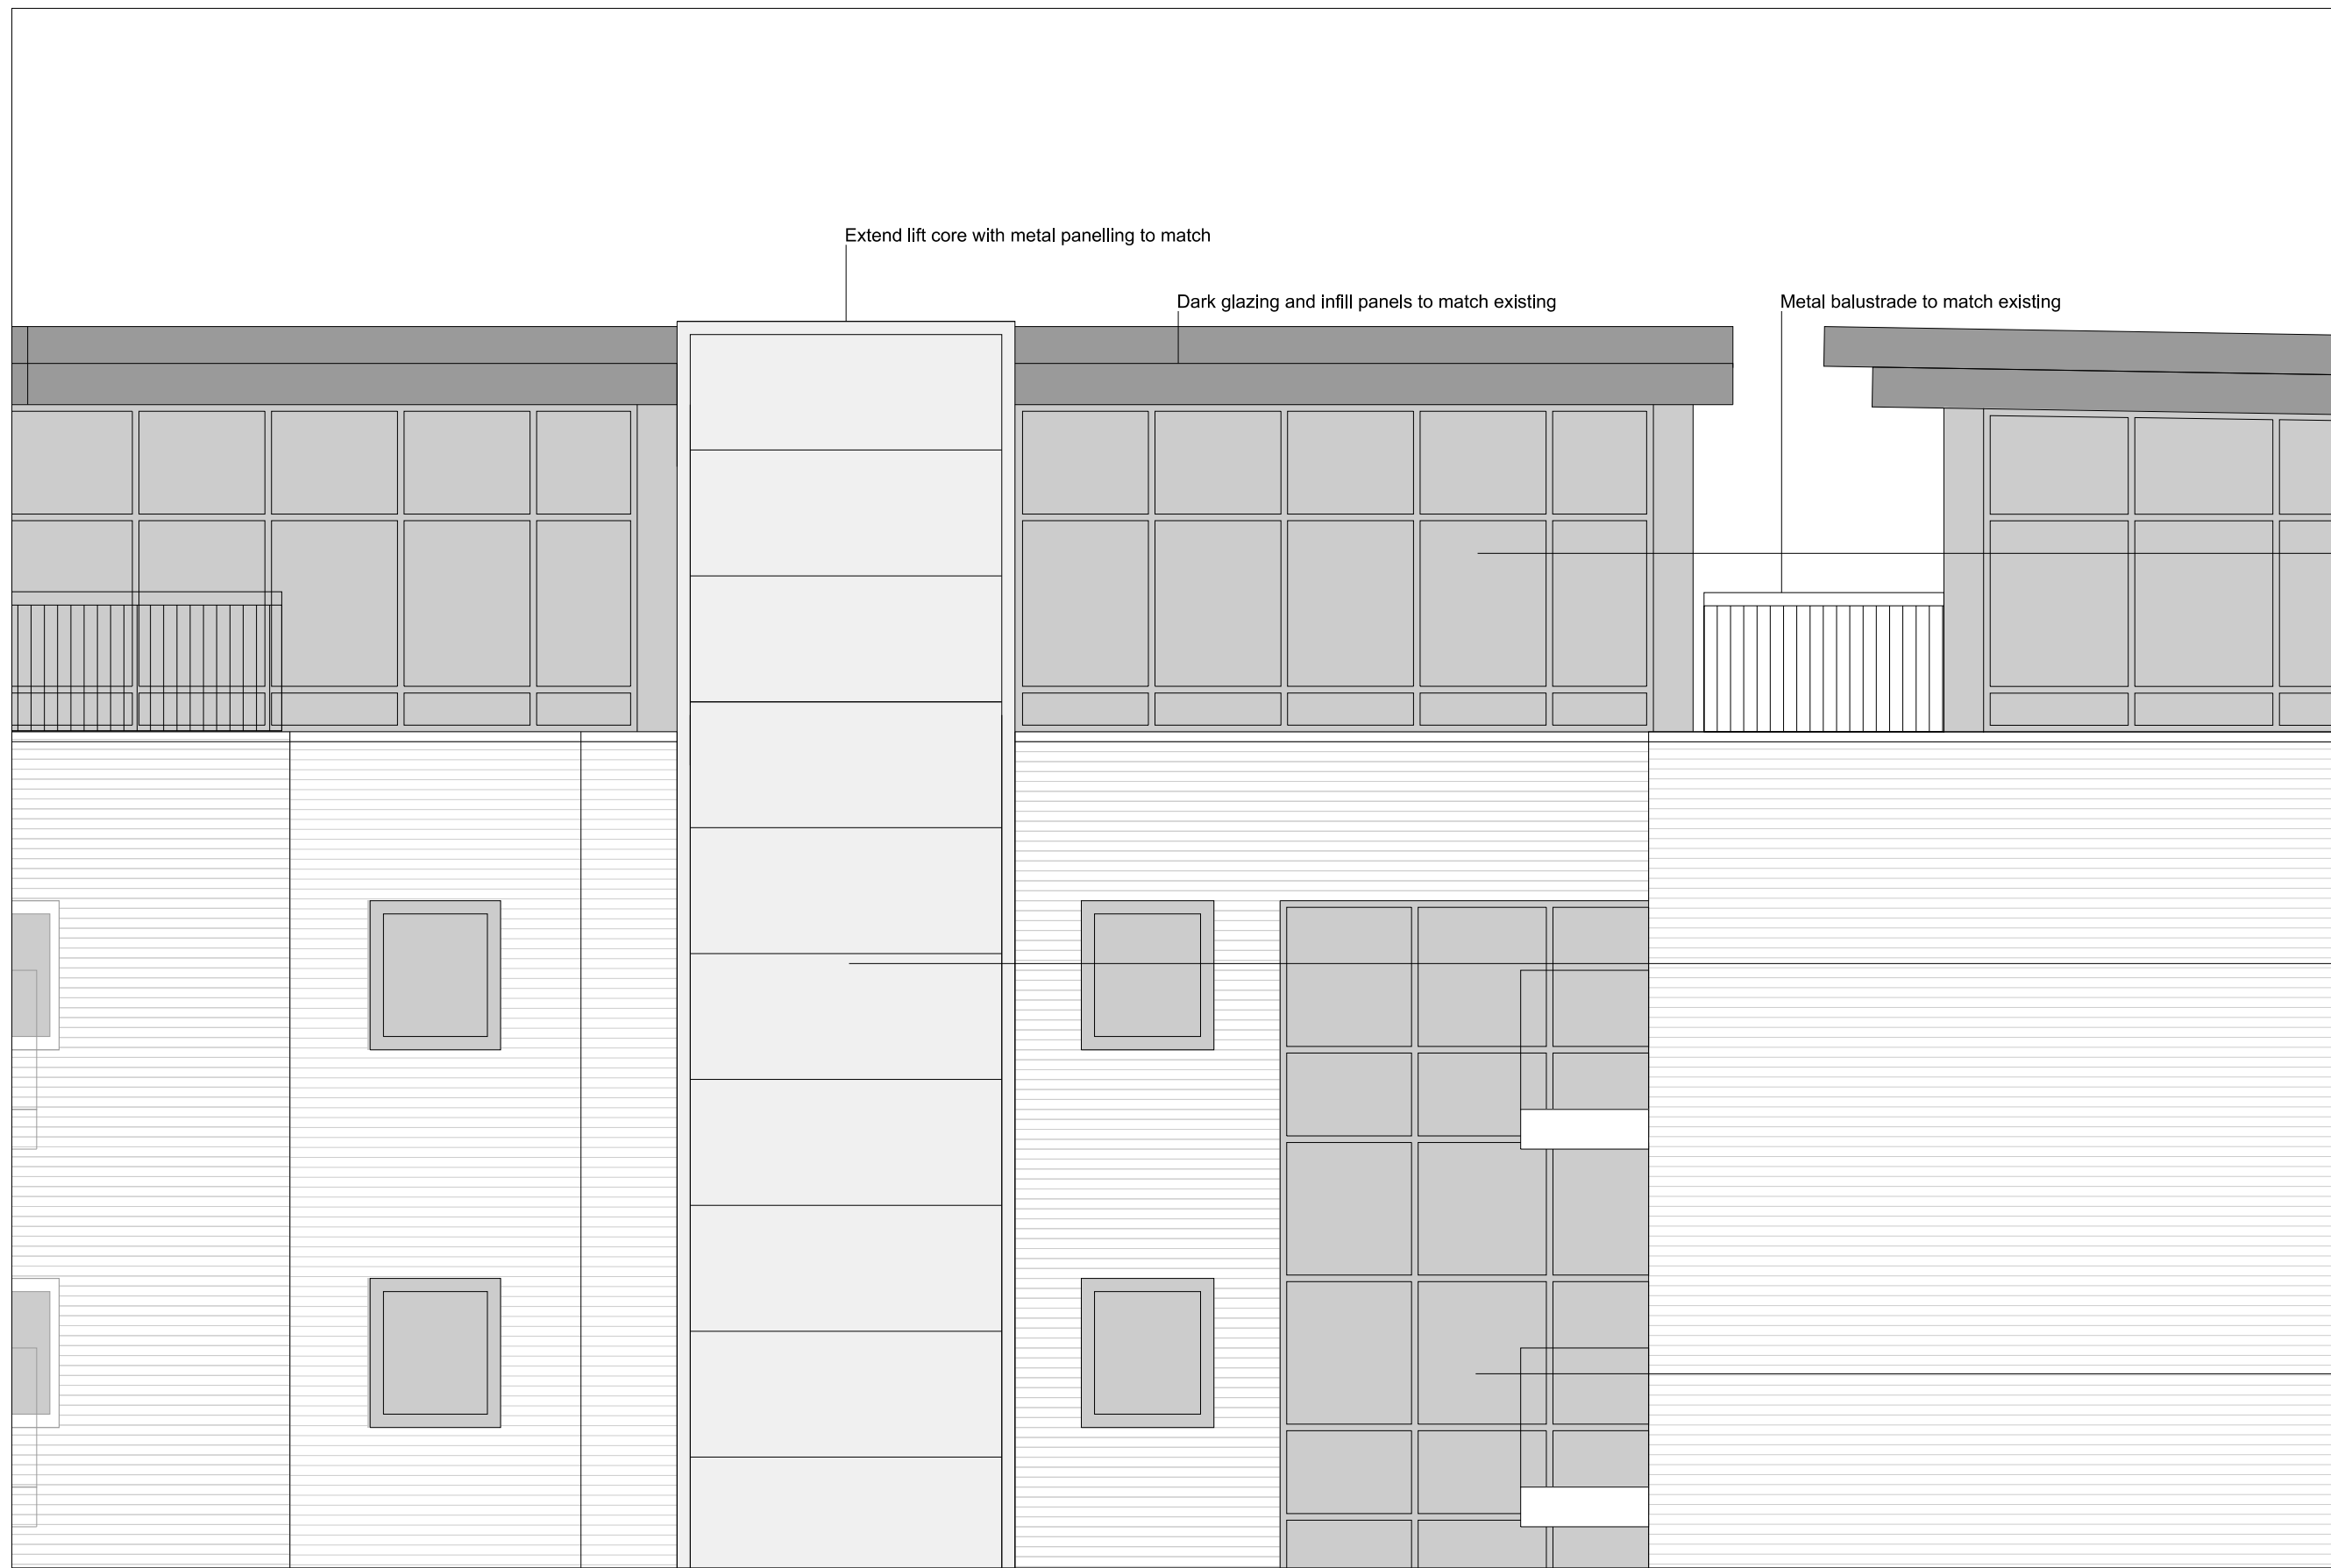 Extend lift core with metal panelling to match
Dark glazing and infill panels to match existing
Metal balustrade to match existing